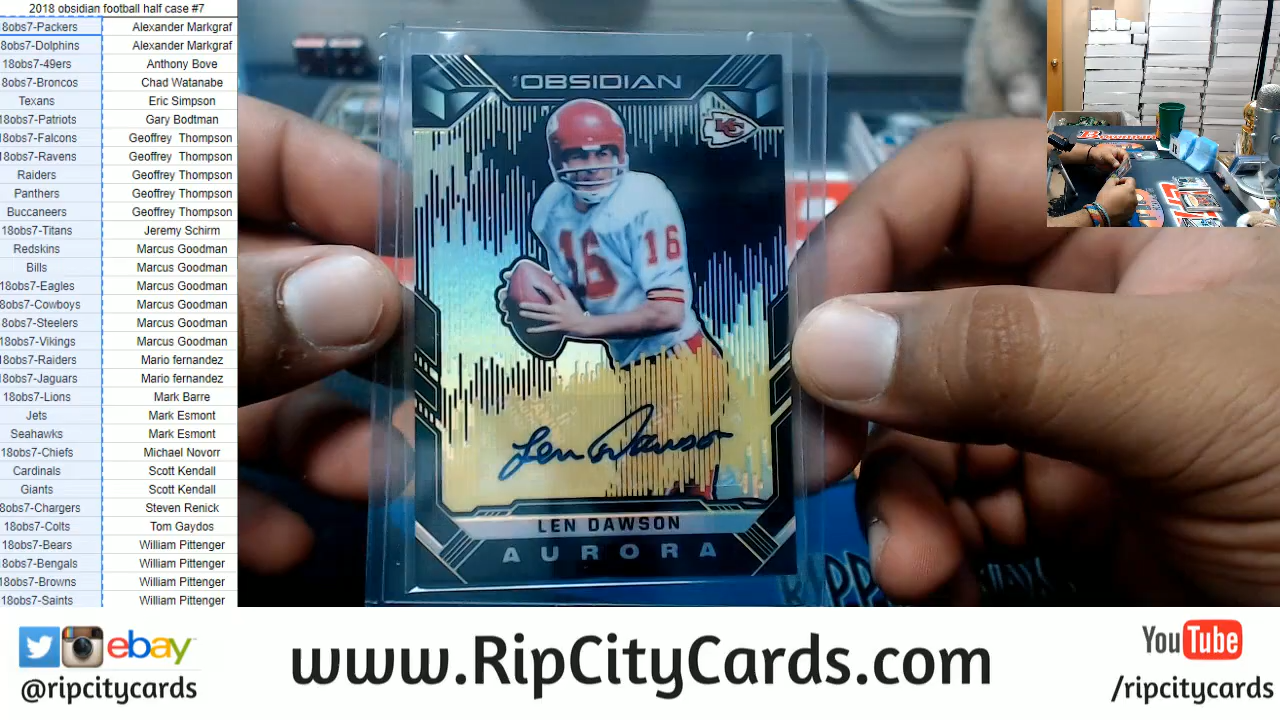 2018 obsidian football half case #7
8obs7-Packers Alexander Markgraf
8obs7-Dolphins Alexander Markgraf
18obs7-49ers Anthony Bove
8obs7-Broncos Chad Watanabe
Texans Eric Simpson
18obs7-Patriots Gary Bodtman
18obs7-Falcons Geoffrey Thompson
18obs7-Ravens Geoffrey Thompson
Raiders Geoffrey Thompson
Panthers Geoffrey Thompson
Buccaneers Geoffrey Thompson
18obs7-Titans Jeremy Schirm
Redskins Marcus Goodman
Bills Marcus Goodman
18obs7-Eagles Marcus Goodman
8obs7-Cowboys Marcus Goodman
8obs7-Steelers Marcus Goodman
18obs7-Vikings Marcus Goodman
18obs7-Raiders Mario fernandez
18obs7-Jaguars Mario fernandez
18obs7-Lions Mark Barre
Jets Mark Esmont
Seahawks Mark Esmont
18obs7-Chiefs Michael Novorr
Cardinals Scott Kendall
Giants Scott Kendall
8obs7-Chargers Steven Renick
18obs7-Colts Tom Gaydos
18obs7-Bears William Pittenger
18obs7-Bengals William Pittenger
18obs7-Browns William Pittenger
18obs7-Saints William Pittenger
OBSIDIAN
KC
16
16
Len Dawson
LEN DAWSON
AURORA
ebay
@ripcitycards
www.RipCityCards.com
YouTube
/ripcitycards